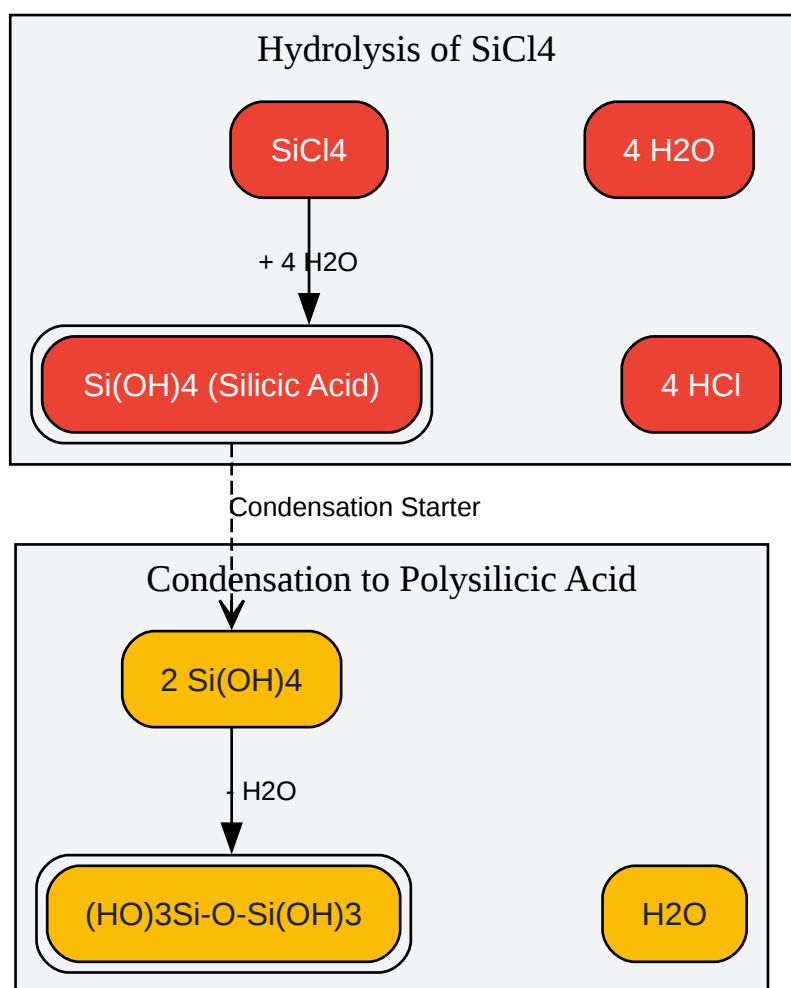 Hydrolysis of SiCl4
SiCl4
4 H2O
+ 4 H2O
Si(OH)4 (Silicic Acid)
4 HCl
Condensation Starter
Condensation to Polysilicic Acid
2 Si(OH)4
- H2O
(HO)3Si-O-Si(OH)3
H2O